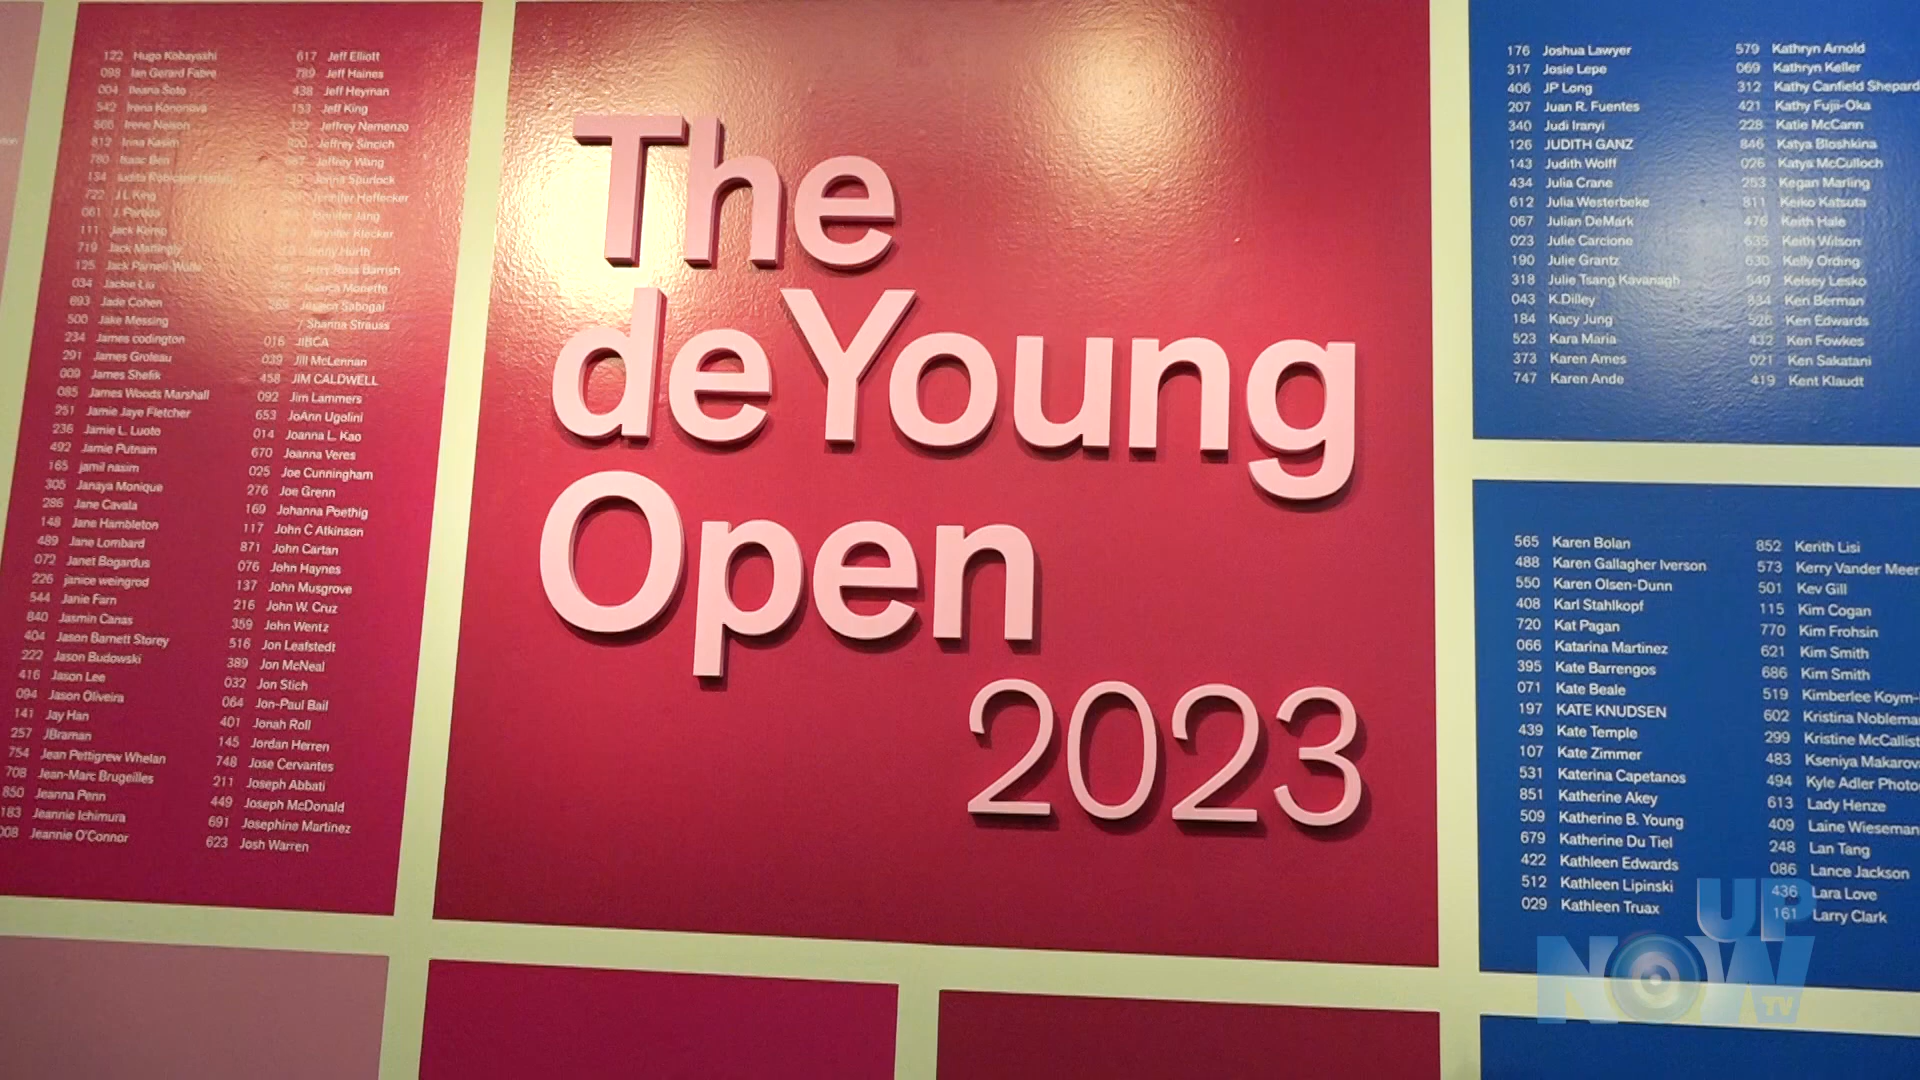 122 Hugo Kobayashi
098 Ian Gerard Fabre
004 Ileana Soto
542 Irena Kononova
566 Irene Nelson
812 Irina Kasim
780 Isaac Ben
134 Iudita
722 J L King
061 J. Partida
111 Jack Kerno
719 Jack Mattingly
125 Jack Parnell-Wolfe
034 Jackie Liu
693 Jade Cohen
500 Jake Messing
234 James codington
291 James Groleau
009 James Shefik
085 James Woods Marshall
251 Jamie Jaye Fletcher
236 Jamie L. Luoto
492 Jamie Putnam
165 jamil nasim
305 Janaya Monique
286 Jane Cavala
148 Jane Hambleton
489 Jane Lombard
072 Janet Bogardus
226 janice weingrod
544 Janie Farn
840 Jasmin Canas
404 Jason Barnett Storey
222 Jason Budowski
416 Jason Lee
094 Jason Oliveira
141 Jay Han
257 JBraman
754 Jean Pettigrew Whelan
708 Jean-Marc Brugeilles
850 Jeanna Penn
183 Jeannie Ichimura
008 Jeannie O'Connor
617 Jeff Elliott
789 Jeff Haines
438 Jeff Heyman
153 Jeff King
Jeffrey Nemenzo
Jeffrey Sincich
Jeffrey Wang
Jenna Spurlock
Jennifer Hoffecker
Jennifer Jang
Jennifer Klecker
Jenny Hurth
Jerry Ross Barrish
Jessica Monette
Jessica Sabogal
/ Shanna Strauss
016 JIBCA
039 Jill McLennan
458 JIM CALDWELL
092 Jim Lammers
653 JoAnn Ugolini
014 Joanna L. Kao
670 Joanna Veres
025 Joe Cunningham
276 Joe Grenn
169 Johanna Poethig
117 John C Atkinson
871 John Cartan
076 John Haynes
137 John Musgrove
216 John W. Cruz
359 John Wentz
516 Jon Leafstedt
389 Jon McNeal
032 Jon Stich
064 Jon-Paul Bail
401 Jonah Roll
145 Jordan Herren
748 Jose Cervantes
211 Joseph Abbati
449 Joseph McDonald
691 Josephine Martinez
623 Josh Warren
The
deYoung
Open
2023
176 Joshua Lawyer
317 Josie Lepe
406 JP Long
207 Juan R. Fuentes
340 Judi Iranyi
126 JUDITH GANZ
143 Judith Wolff
434 Julia Crane
612 Julia Westerbeke
067 Julian DeMark
023 Julie Carcione
190 Julie Grantz
318 Julie Tsang Kavanagh
043 K.Dilley
184 Kacy Jung
523 Kara Maria
373 Karen Ames
747 Karen Ande
579 Kathryn Arnold
069 Kathryn Keller
312 Kathy Canfield Shepard
421 Kathy Fujii-Oka
228 Katie McCann
846 Katya Bloshkina
026 Katya McCulloch
253 Kegan Marling
811 Keiko Katsuta
476 Keith Hale
635 Keith Wilson
630 Kelly Ording
549 Kelsey Lesko
834 Ken Berman
526 Ken Edwards
432 Ken Fowkes
021 Ken Sakatani
419 Kent Klaudt
565 Karen Bolan
488 Karen Gallagher Iverson
550 Karen Olsen-Dunn
408 Karl Stahlkopf
720 Kat Pagan
066 Katarina Martinez
395 Kate Barrengos
071 Kate Beale
197 KATE KNUDSEN
439 Kate Temple
107 Kate Zimmer
531 Katerina Capetanos
851 Katherine Akey
509 Katherine B. Young
679 Katherine Du Tiel
422 Kathleen Edwards
512 Kathleen Lipinski
029 Kathleen Truax
852 Kerith Lisi
573 Kerry Vander Meer
501 Kev Gill
115 Kim Cogan
770 Kim Frohsin
621 Kim Smith
686 Kim Smith
519 Kimberlee Koym-
602 Kristina Nobleman
299 Kristine McCallist
483 Kseniya Makarova
494 Kyle Adler Photo
613 Lady Henze
409 Laine Wieseman
248 Lan Tang
086 Lance Jackson
436 Lara Love
161 Larry Clark
UP
NOW
TV